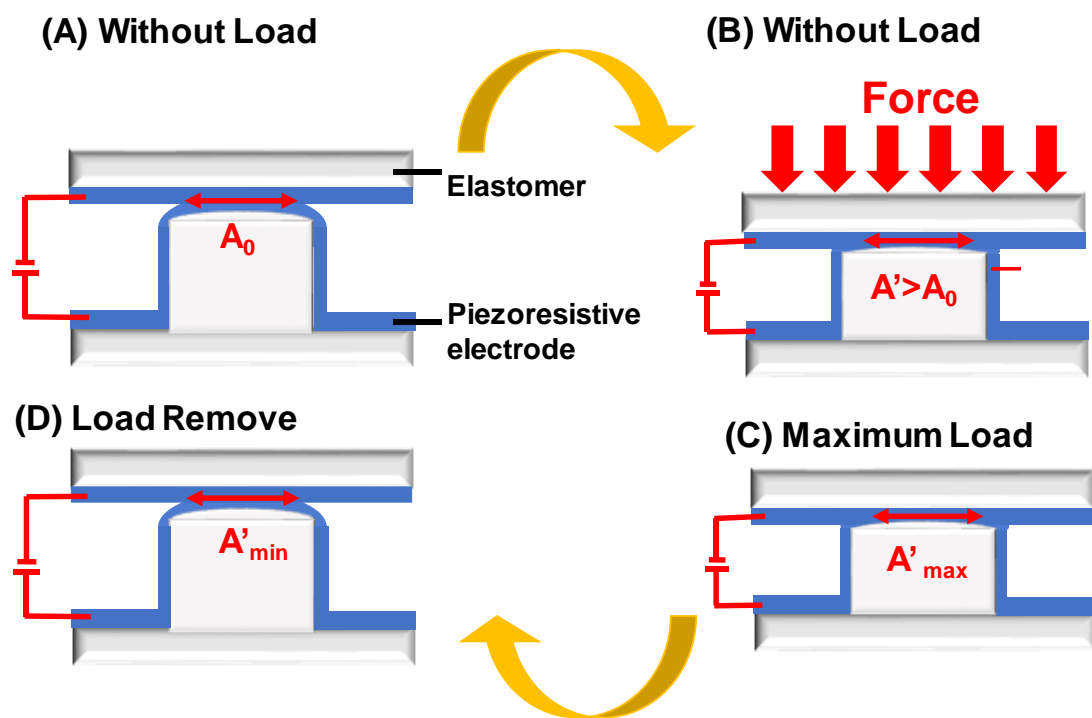 (A) Without Load
(B) Without Load
Force
Elastomer
A₀
A'>A₀
Piezoresistive
electrode
(D) Load Remove
(C) Maximum Load
A'min
A' max